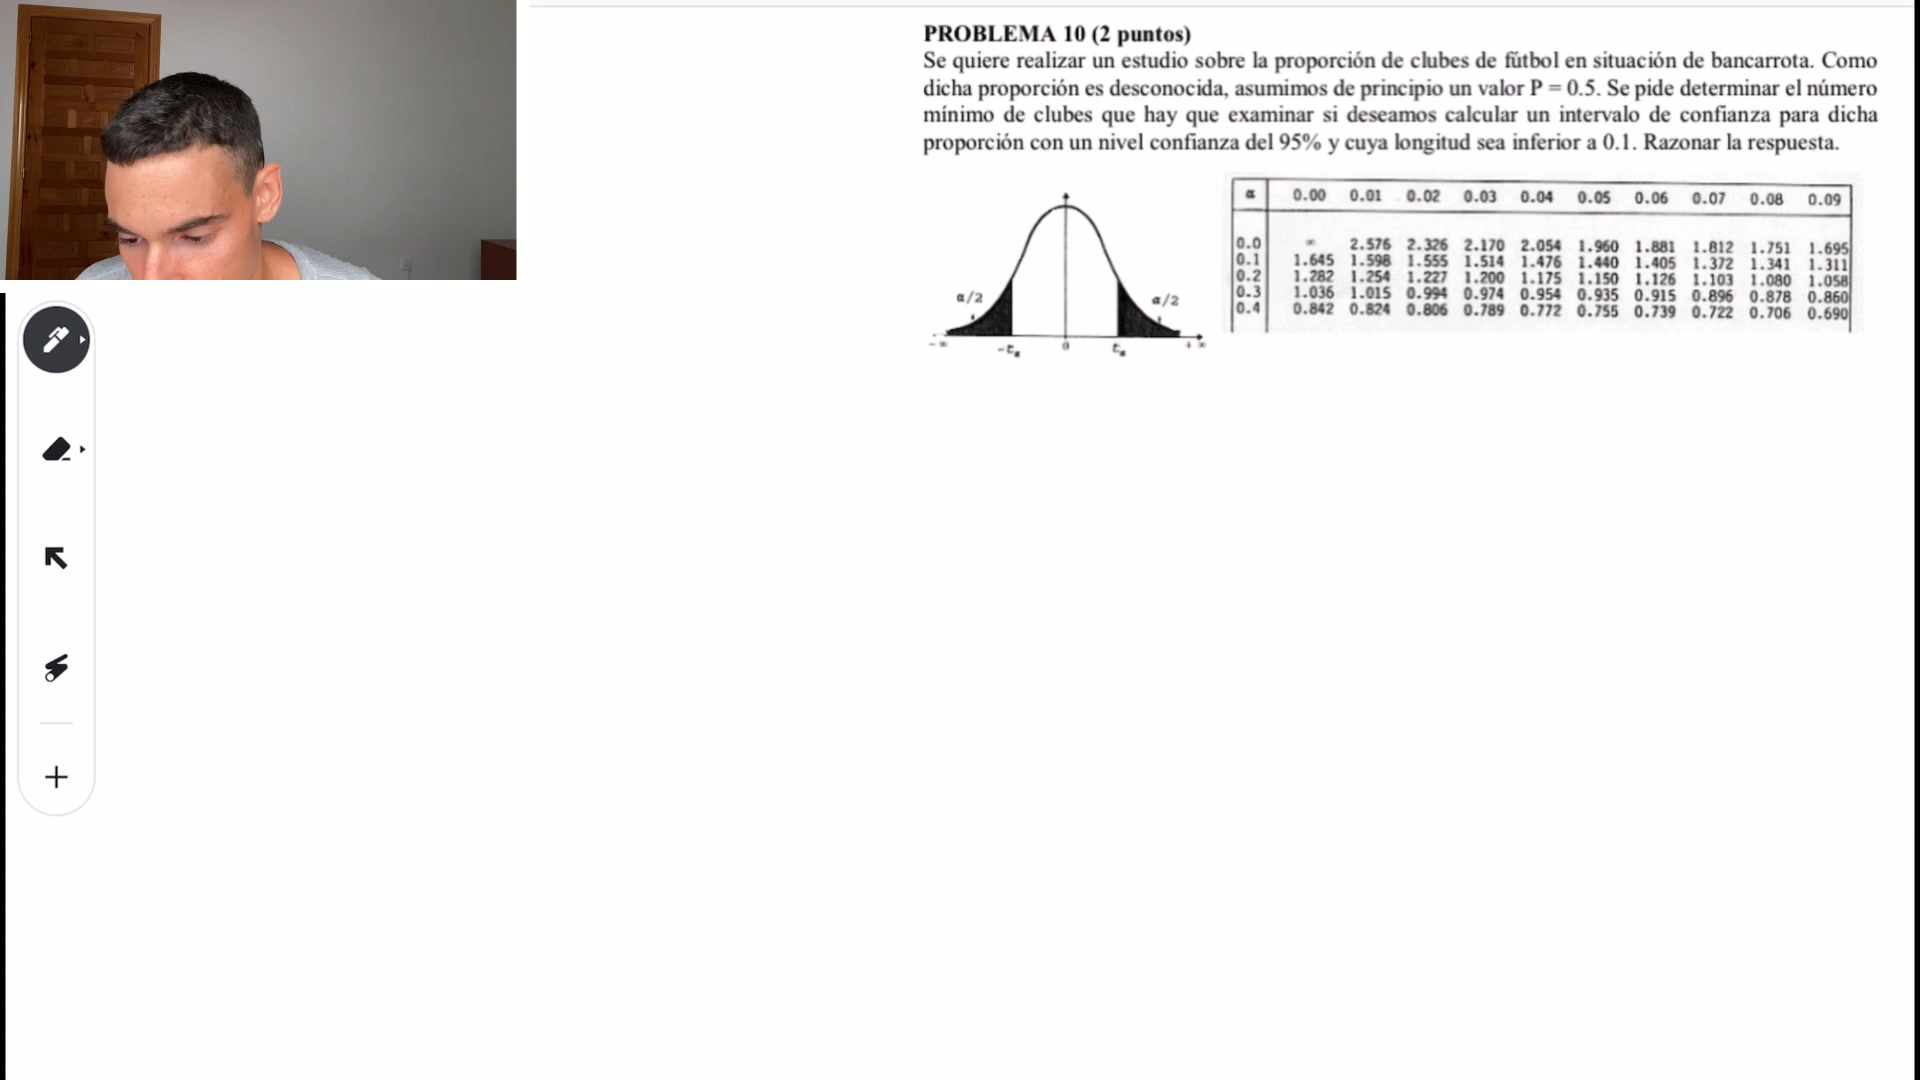 PROBLEMA 10 (2 puntos)
Se quiere realizar un estudio sobre la proporción de clubes de fútbol en situación de bancarrota. Como
dicha proporción es desconocida, asumimos de principio un valor P = 0.5. Se pide determinar el número
mínimo de clubes que hay que examinar si deseamos calcular un intervalo de confianza para dicha
proporción con un nivel confianza del 95% y cuya longitud sea inferior a 0.1. Razonar la respuesta.
α 0.00 0.01 0.02 0.03 0.04 0.05 0.06 0.07 0.08 0.09
0.0 ∞ 2.576 2.326 2.170 2.054 1.960 1.881 1.812 1.751 1.695
0.1 1.645 1.598 1.555 1.514 1.476 1.440 1.405 1.372 1.341 1.311
0.2 1.282 1.254 1.227 1.200 1.175 1.150 1.126 1.103 1.080 1.058
0.3 1.036 1.015 0.994 0.974 0.954 0.935 0.915 0.896 0.878 0.860
0.4 0.842 0.824 0.806 0.789 0.772 0.755 0.739 0.722 0.706 0.690
α/2 α/2
-∞ -tα 0 tα +∞